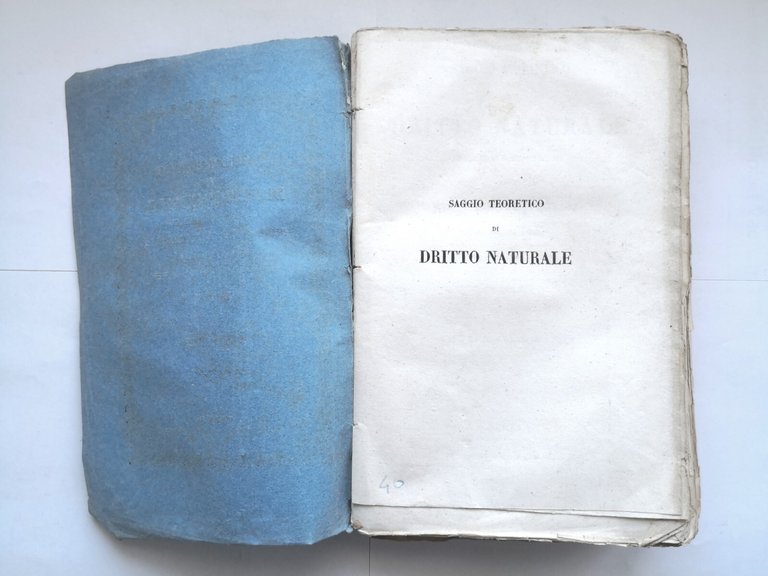 SAGGIO TEORETICO
DI
DRITTO NATURALE
40